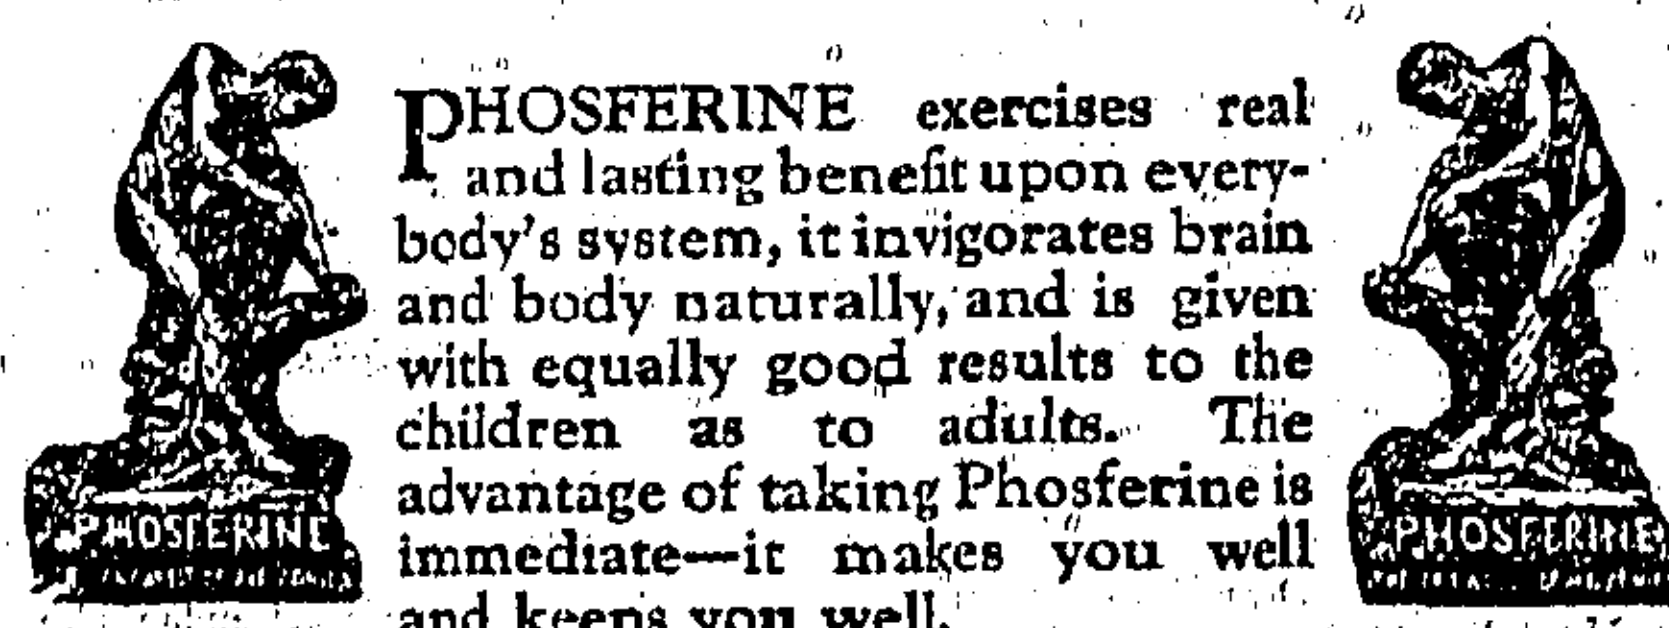 PHOSFERINE exercises real
and lasting benefit upon every-
body's system, it invigorates brain
and body naturally, and is given
with equally good results to the
children as to adults. The
advantage of taking Phosferine is
immediate—it makes you well
and keeps you well.
PHOSFERINE
PHOSFERINE